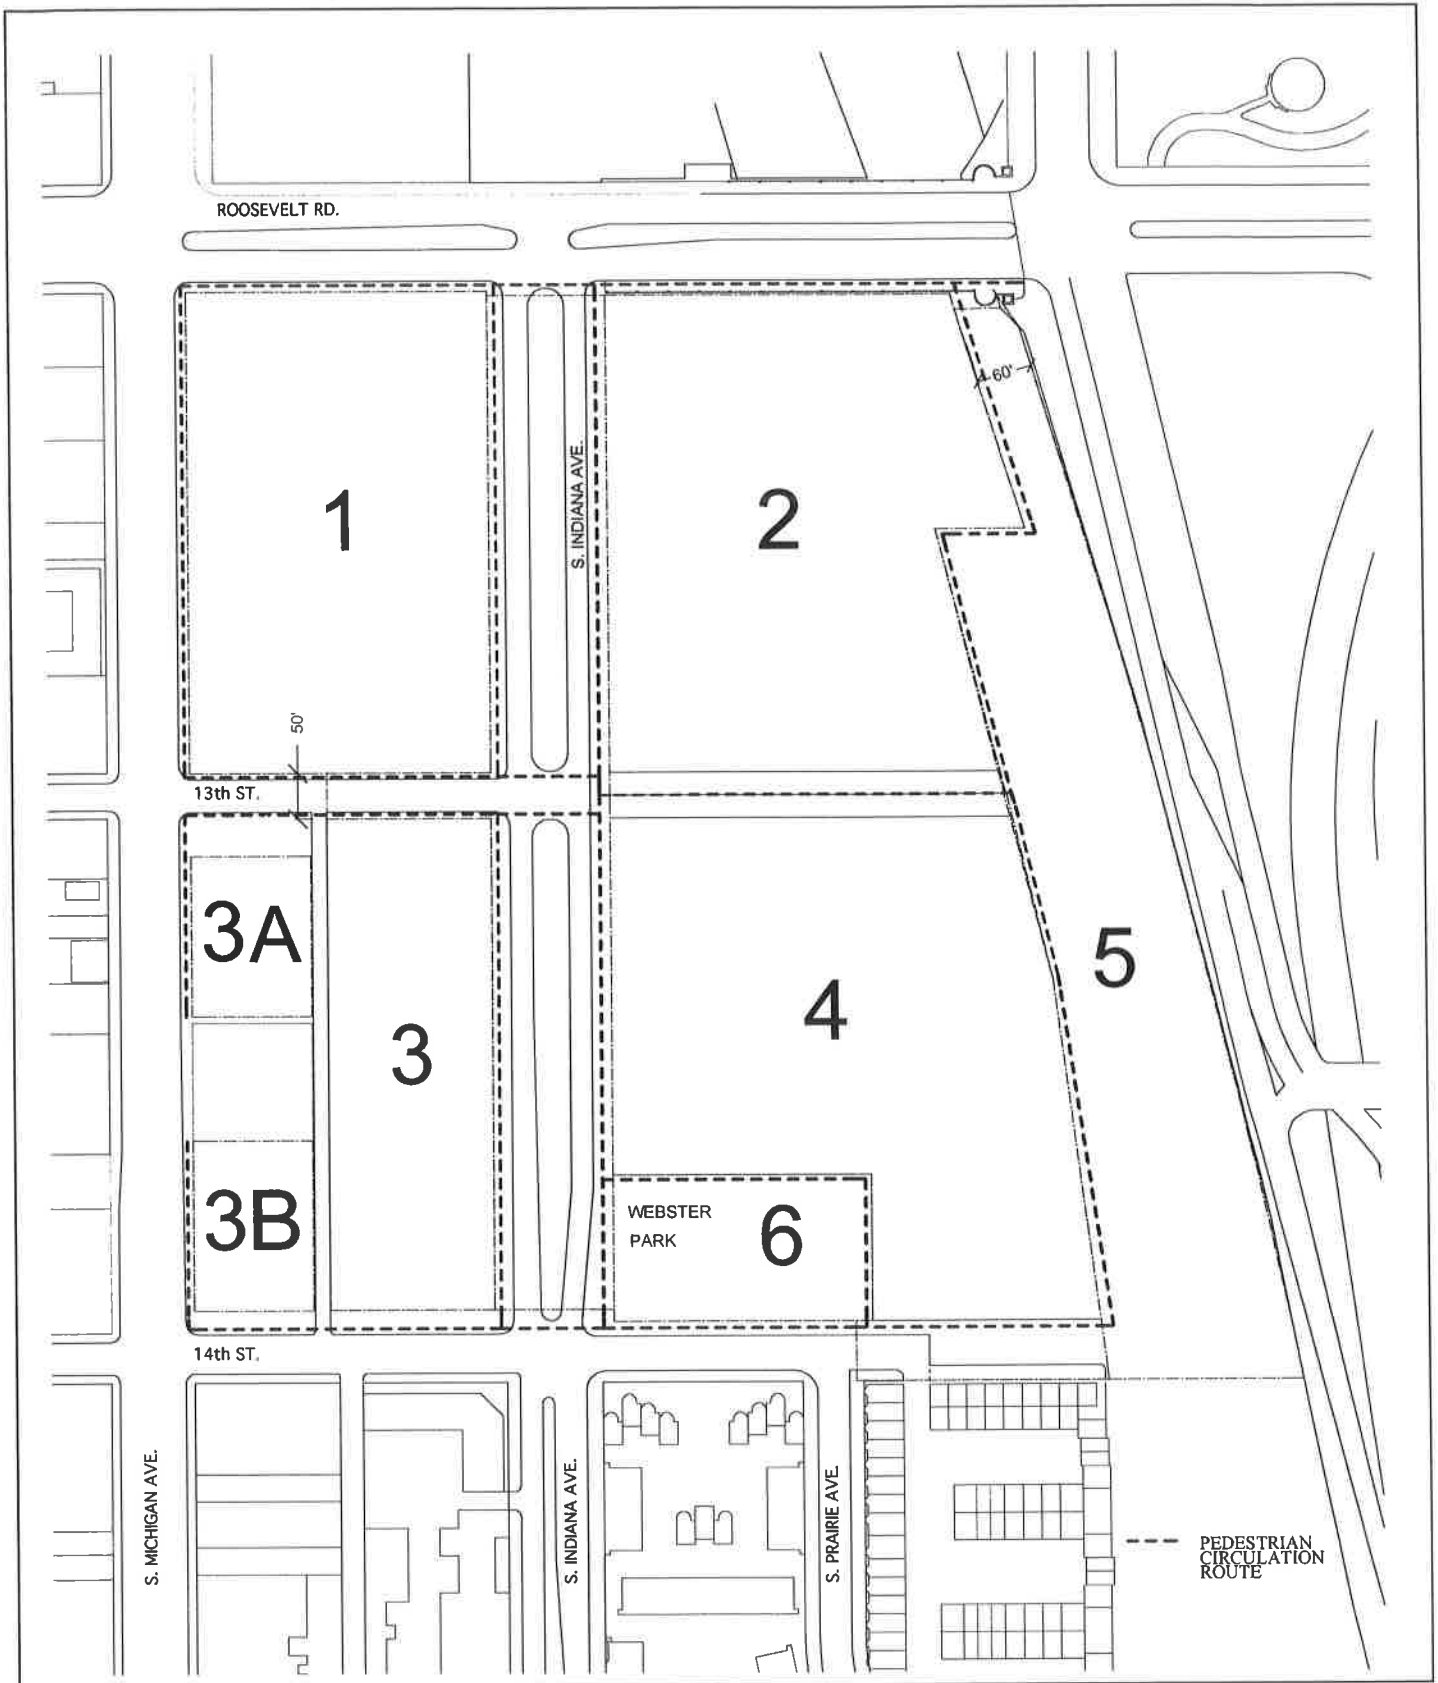 ROOSEVELT RD.
60'
S. INDIANA AVE.
1
2
50'
13th ST.
3A
5
4
3
3B
WEBSTER
PARK
6
14th ST.
S. MICHIGAN AVE.
S. INDIANA AVE.
S. PRAIRIE AVE.
PEDESTRIAN
CIRCULATION
ROUTE